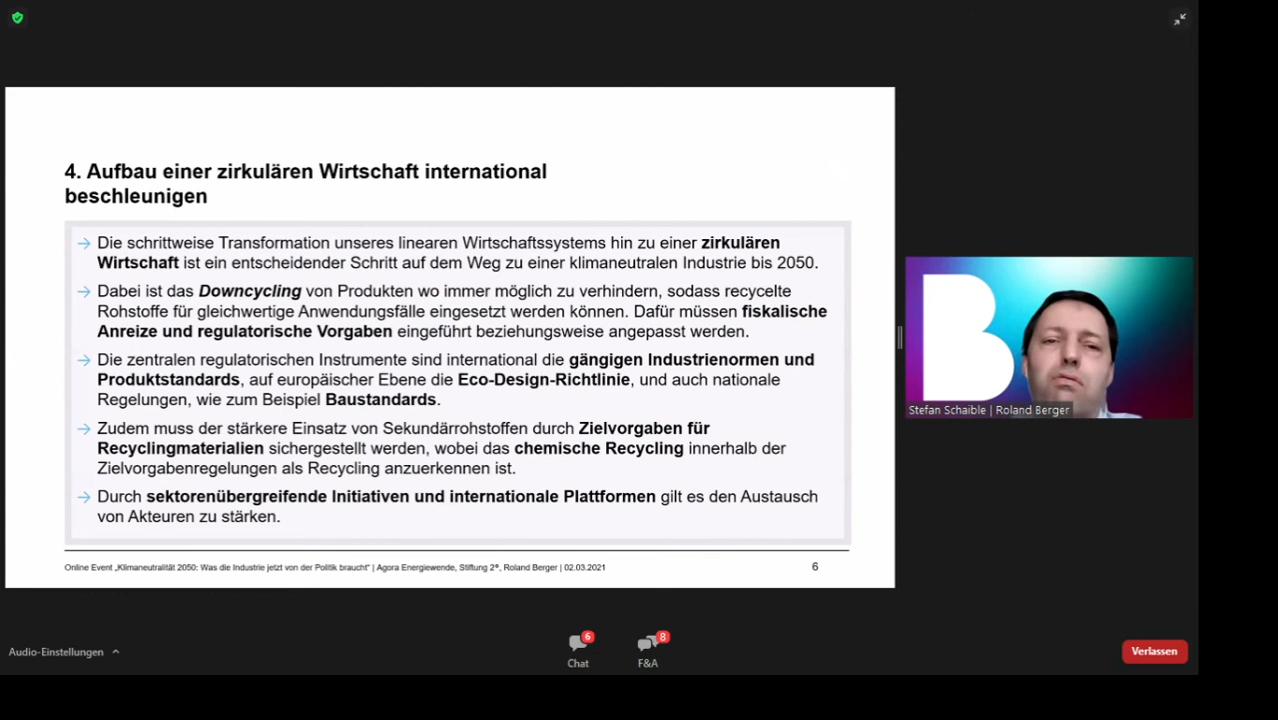 4. Aufbau einer zirkulären Wirtschaft international
beschleunigen
→ Die schrittweise Transformation unseres linearen Wirtschaftssystems hin zu einer zirkulären
Wirtschaft ist ein entscheidender Schritt auf dem Weg zu einer klimaneutralen Industrie bis 2050.
→ Dabei ist das Downcycling von Produkten wo immer möglich zu verhindern, sodass recycelte
Rohstoffe für gleichwertige Anwendungsfälle eingesetzt werden können. Dafür müssen fiskalische
Anreize und regulatorische Vorgaben eingeführt beziehungsweise angepasst werden.
→ Die zentralen regulatorischen Instrumente sind international die gängigen Industrienormen und
Produktstandards, auf europäischer Ebene die Eco-Design-Richtlinie, und auch nationale
Regelungen, wie zum Beispiel Baustandards.
→ Zudem muss der stärkere Einsatz von Sekundärrohstoffen durch Zielvorgaben für
Recyclingmaterialien sichergestellt werden, wobei das chemische Recycling innerhalb der
Zielvorgabenregelungen als Recycling anzuerkennen ist.
→ Durch sektorenübergreifende Initiativen und internationale Plattformen gilt es den Austausch
von Akteuren zu stärken.
Online Event „Klimaneutralität 2050: Was die Industrie jetzt von der Politik braucht“ | Agora Energiewende, Stiftung 2°, Roland Berger | 02.03.2021
6
B
Stefan Schaible | Roland Berger
Audio-Einstellungen
6
Chat
8
F&A
Verlassen